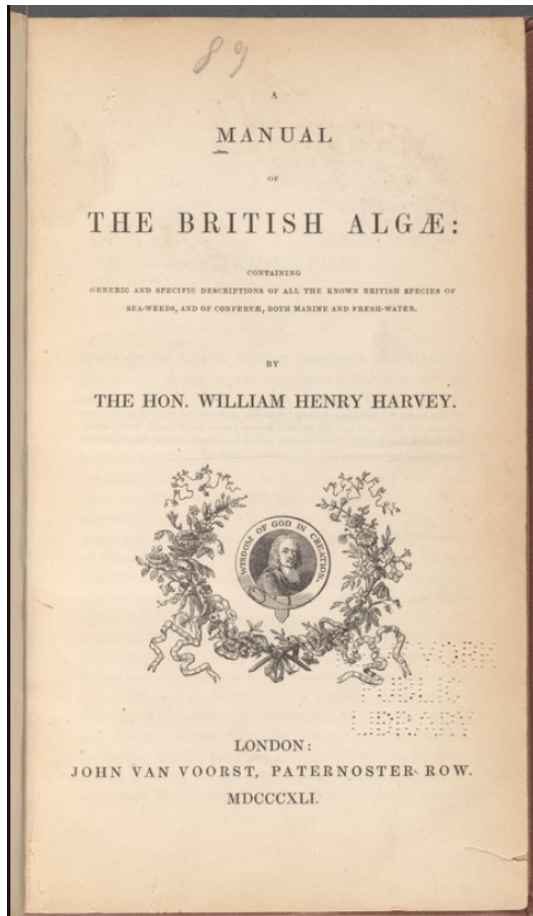 89
A
MANUAL
OF
THE BRITISH ALGÆ:
CONTAINING
GENERIC AND SPECIFIC DESCRIPTIONS OF ALL THE KNOWN BRITISH SPECIES OF
SEA-WEEDS, AND OF CONFERVÆ, BOTH MARINE AND FRESH-WATER.
BY
THE HON. WILLIAM HENRY HARVEY.
WISDOM OF GOD IN CREATION.
YORK
PUBLIC
LIBRARY
LONDON:
JOHN VAN VOORST, PATERNOSTER ROW.
MDCCCXLI.